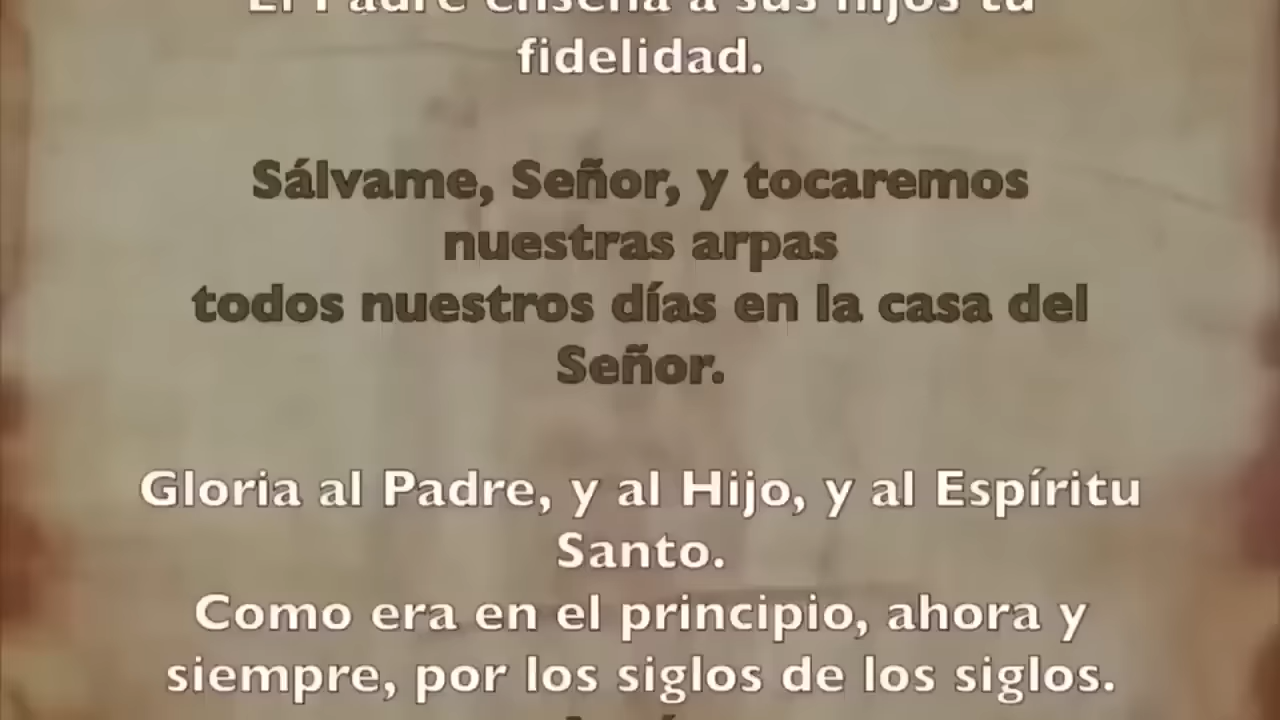 El Padre enseña a sus hijos tu
fidelidad.
Sálvame, Señor, y tocaremos
nuestras arpas
todos nuestros días en la casa del
Señor.
Gloria al Padre, y al Hijo, y al Espíritu
Santo.
Como era en el principio, ahora y
siempre, por los siglos de los siglos.